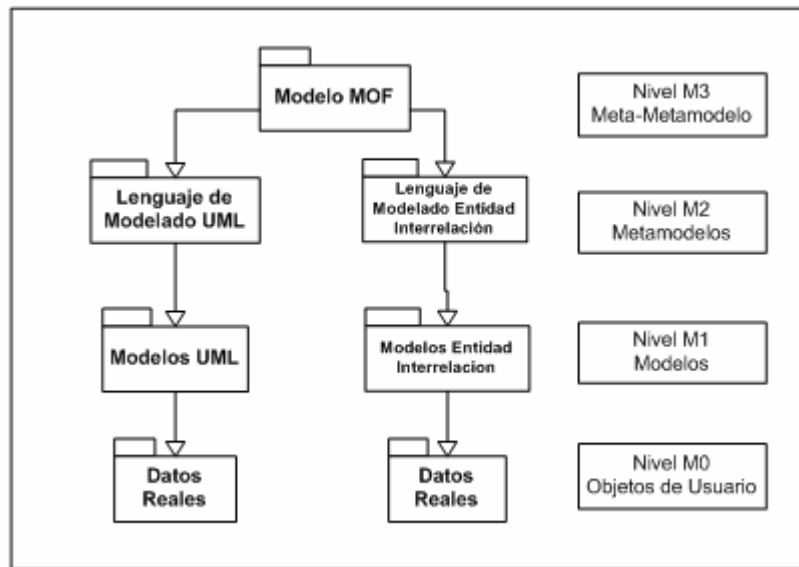 Modelo MOF
Nivel M3
Meta-Metamodelo
Lenguaje de
Modelado UML
Lenguaje de
Modelado Entidad
Interrelación
Nivel M2
Metamodelos
Modelos UML
Modelos Entidad
Interrelacion
Nivel M1
Modelos
Datos
Reales
Datos
Reales
Nivel M0
Objetos de Usuario